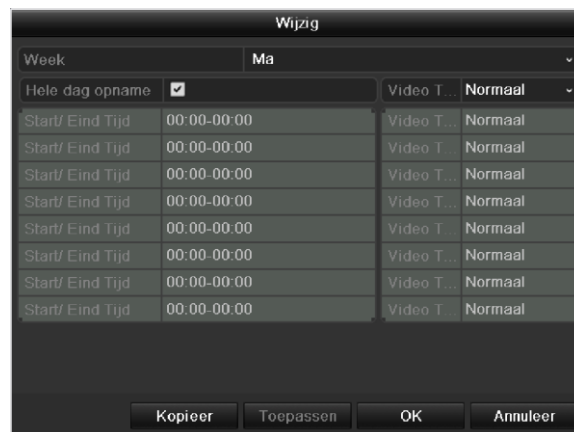 Wijzig
Week Ma
Hele dag opname Video T... Normaal
Start/ Eind Tijd 00:00-00:00 Video T... Normaal
Start/ Eind Tijd 00:00-00:00 Video T... Normaal
Start/ Eind Tijd 00:00-00:00 Video T... Normaal
Start/ Eind Tijd 00:00-00:00 Video T... Normaal
Start/ Eind Tijd 00:00-00:00 Video T... Normaal
Start/ Eind Tijd 00:00-00:00 Video T... Normaal
Start/ Eind Tijd 00:00-00:00 Video T... Normaal
Start/ Eind Tijd 00:00-00:00 Video T... Normaal
Kopieer Toepassen OK Annuleer